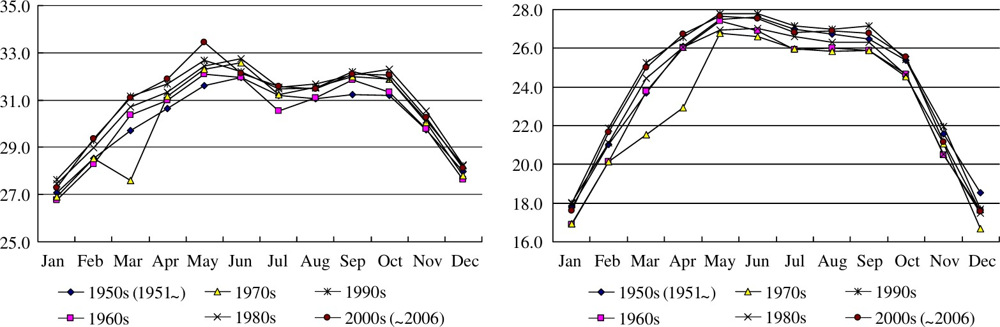 35.0
33.0
31.0
29.0
27.0
25.0
Jan Feb Mar Apr May Jun Jul Aug Sep Oct Nov Dec
1950s (1951~) 1970s 1990s
1960s 1980s 2000s (~2006)
28.0
26.0
24.0
22.0
20.0
18.0
16.0
Jan Feb Mar Apr May Jun Jul Aug Sep Oct Nov Dec
1950s (1951~) 1970s 1990s
1960s 1980s 2000s (~2006)